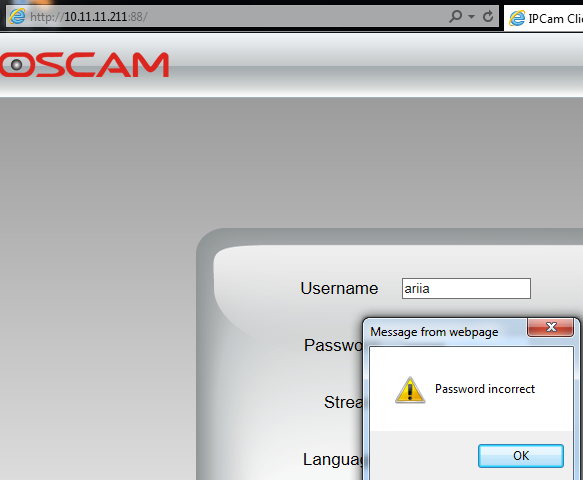 http://10.11.11.211:88/
IPCam Clie
OSCAM
Username
ariia
Message from webpage
Passwo
Password incorrect
Strea
Languag
OK